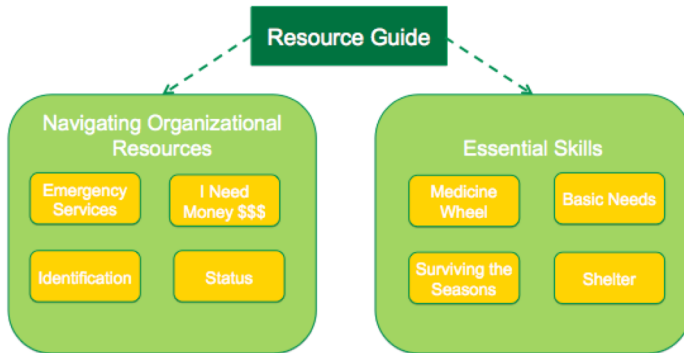 Resource Guide
Navigating Organizational
Resources
Emergency
Services
I Need
Money $$$
Identification
Status
Essential Skills
Medicine
Wheel
Basic Needs
Surviving the
Seasons
Shelter